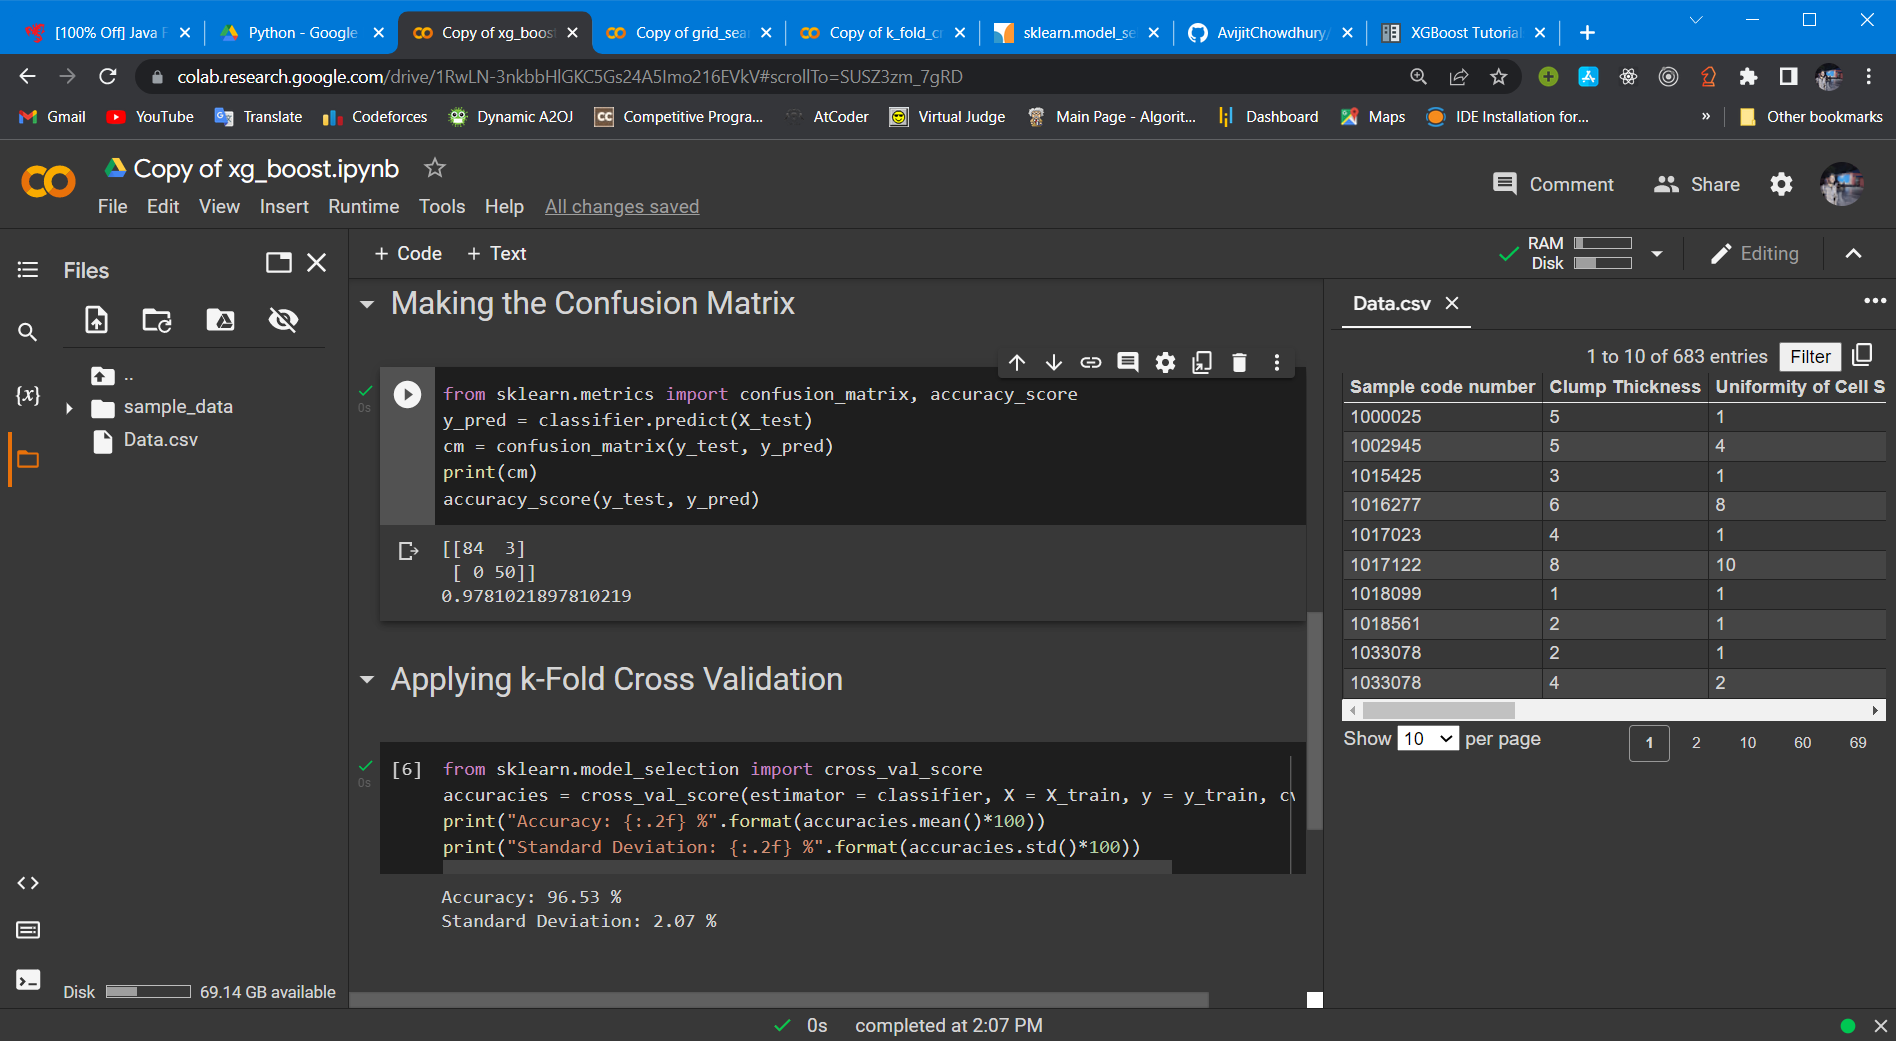 [100% Off] Java F
Python - Google
Copy of xg_boost
Copy of grid_sea
Copy of k_fold_c
sklearn.model_se
AvijitChowdhury/
XGBoost Tutorial
colab.research.google.com/drive/1RwLN-3nkbbHlGKC5Gs24A5Imo216EVkV#scrollTo=SUSZ3zm_7gRD
Gmail
YouTube
Translate
Codeforces
Dynamic A2OJ
CC
Competitive Progra...
AtCoder
Virtual Judge
Main Page - Algorit...
Dashboard
Maps
IDE Installation for...
»
Other bookmarks
Copy of xg_boost.ipynb
Comment
Share
File Edit View Insert Runtime Tools Help All changes saved
Files
+ Code + Text
RAM
Disk
Editing
..
sample_data
Data.csv
Making the Confusion Matrix
0s
from sklearn.metrics import confusion_matrix, accuracy_score
y_pred = classifier.predict(X_test)
cm = confusion_matrix(y_test, y_pred)
print(cm)
accuracy_score(y_test, y_pred)
[[84  3]
 [ 0 50]]
0.9781021897810219
Applying k-Fold Cross Validation
0s
[6]
from sklearn.model_selection import cross_val_score
accuracies = cross_val_score(estimator = classifier, X = X_train, y = y_train, cv
print("Accuracy: {:.2f} %".format(accuracies.mean()*100))
print("Standard Deviation: {:.2f} %".format(accuracies.std()*100))
Accuracy: 96.53 %
Standard Deviation: 2.07 %
Data.csv
1 to 10 of 683 entries Filter
Sample code number Clump Thickness Uniformity of Cell S
1000025 5 1
1002945 5 4
1015425 3 1
1016277 6 8
1017023 4 1
1017122 8 10
1018099 1 1
1018561 2 1
1033078 2 1
1033078 4 2
Show 10 per page
1 2 10 60 69
{x}
Disk 69.14 GB available
0s completed at 2:07 PM